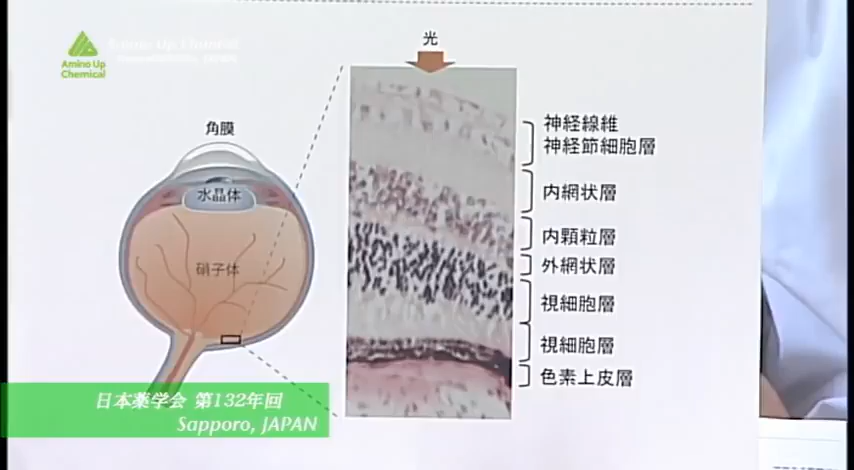 Amino Up
Chemical
Amino Up Chemical
光
角膜
水晶体
硝子体
神経線維
神経節細胞層
内網状層
内顆粒層
外網状層
視細胞層
視細胞層
色素上皮層
日本薬学会 第132年回
Sapporo, JAPAN